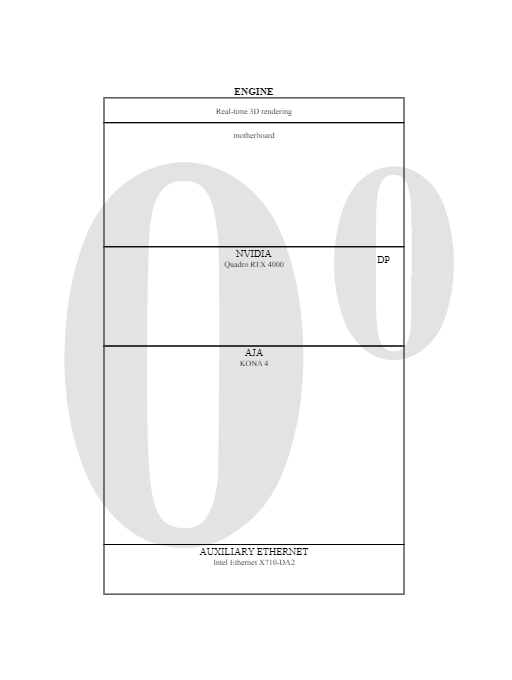 ENGINE
Real-time 3D rendering
motherboard
NVIDIA
Quadro RTX 4000
DP
AJA
KONA 4
AUXILIARY ETHERNET
Intel Ethernet X710-DA2
0º